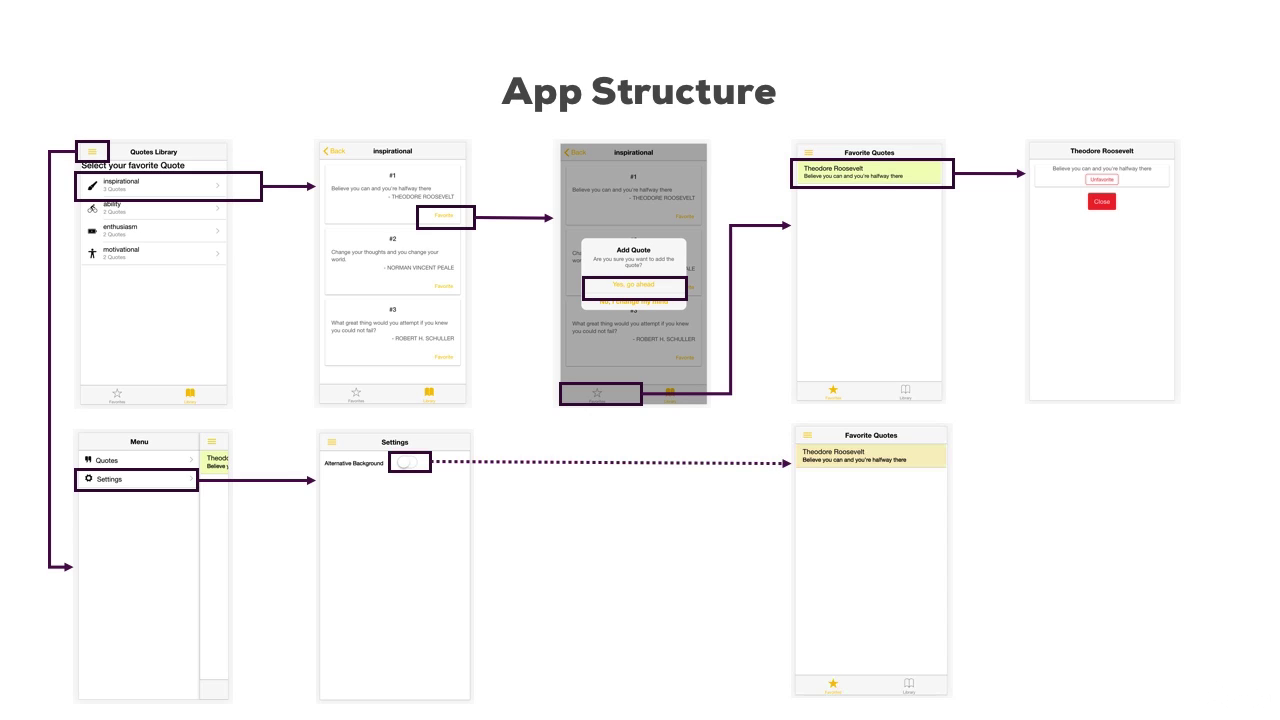 App Structure
Quotes Library
Select your favorite Quote
inspirational
3 Quotes
ability
2 Quotes
enthusiasm
2 Quotes
motivational
2 Quotes
Favorites
Library
Back
inspirational
#1
Believe you can and you're halfway there
- THEODORE ROOSEVELT
Favorite
#2
Change your thoughts and you change your
world.
- NORMAN VINCENT PEALE
Favorite
#3
What great thing would you attempt if you knew
you could not fail?
- ROBERT H. SCHULLER
Favorite
Favorites
Library
Back
inspirational
#1
Believe you can and you're halfway there
- THEODORE ROOSEVELT
Favorite
Add Quote
Are you sure you want to add the
quote?
Yes, go ahead
No, I change my mind
#3
What great thing would you attempt if you knew
you could not fail?
- ROBERT H. SCHULLER
Favorite
Favorites
Library
Favorite Quotes
Theodore Roosevelt
Believe you can and you're halfway there
Favorites
Library
Theodore Roosevelt
Believe you can and you're halfway there
Unfavorite
Close
Menu
Quotes
Settings
Settings
Alternative Background
Favorite Quotes
Theodore Roosevelt
Believe you can and you're halfway there
Favorites
Library